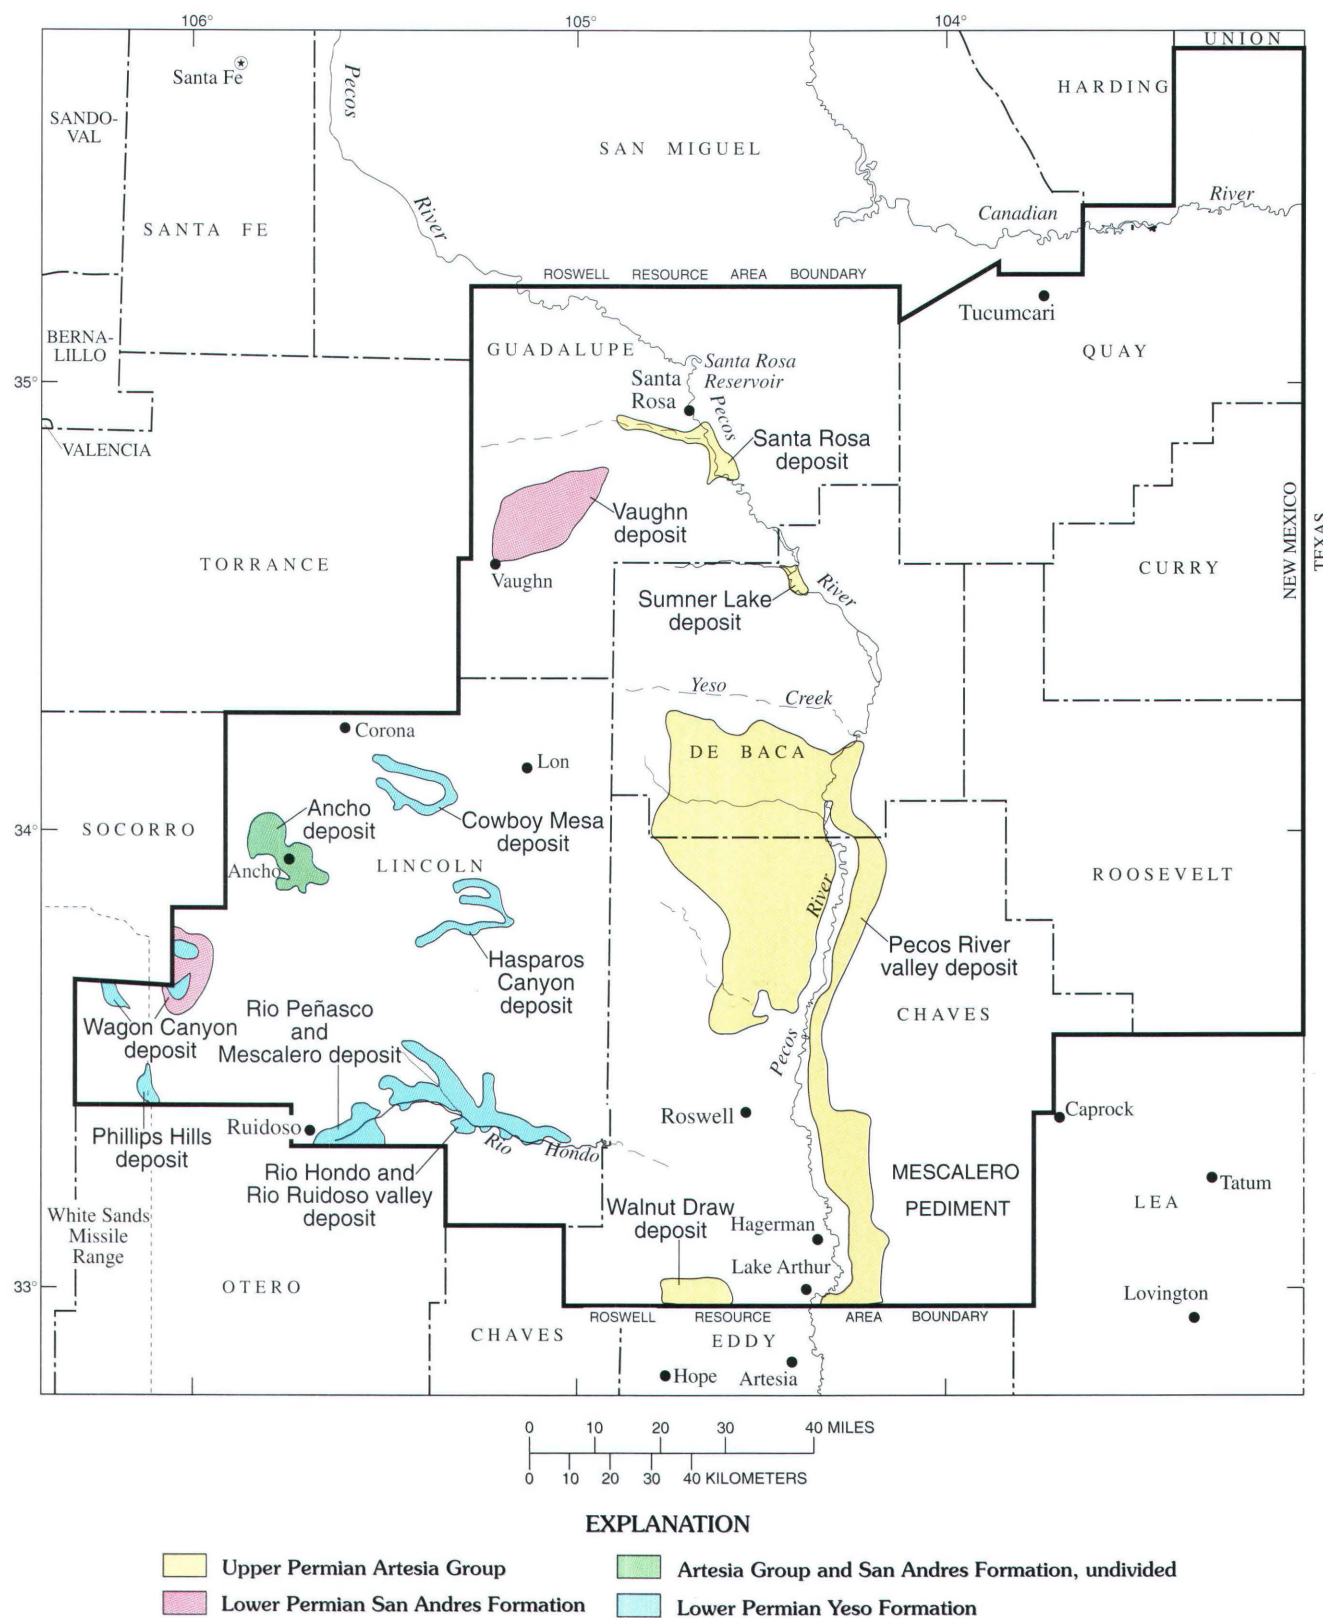 106°
105°
104°
UNION
Santa Fe
Pecos
HARDING
SANDO-
VAL
SAN MIGUEL
River
Canadian
River
SANTA FE
ROSWELL RESOURCE AREA BOUNDARY
Tucumcari
BERNA-
LILLO
GUADALUPE
QUAY
Santa Rosa
Reservoir
35°
Santa
Rosa
Pecos
VALENCIA
Santa Rosa
deposit
Vaughn
deposit
NEW MEXICO
TEXAS
TORRANCE
Vaughn
CURRY
Sumner Lake
deposit
River
Yeso Creek
Corona
DE BACA
Lon
Ancho
deposit
Cowboy Mesa
deposit
34°
SOCORRO
Ancho
LINCOLN
ROOSEVELT
River
Pecos River
valley deposit
Hasparos
Canyon
deposit
CHAVES
Rio Peñasco
and
Mescalero deposit
Wagon Canyon
deposit
Pecos
Roswell
Caprock
Ruidoso
Phillips Hills
deposit
Rio Hondo
Rio Hondo and
Rio Ruidoso valley
deposit
MESCALERO
PEDIMENT
Tatum
LEA
White Sands
Missile
Range
Walnut Draw
deposit
Hagerman
Lake Arthur
33°
OTERO
Lovington
ROSWELL RESOURCE AREA BOUNDARY
CHAVES
EDDY
Hope
Artesia
0 10 20 30 40 MILES
0 10 20 30 40 KILOMETERS
EXPLANATION
Upper Permian Artesia Group
Artesia Group and San Andres Formation, undivided
Lower Permian San Andres Formation
Lower Permian Yeso Formation